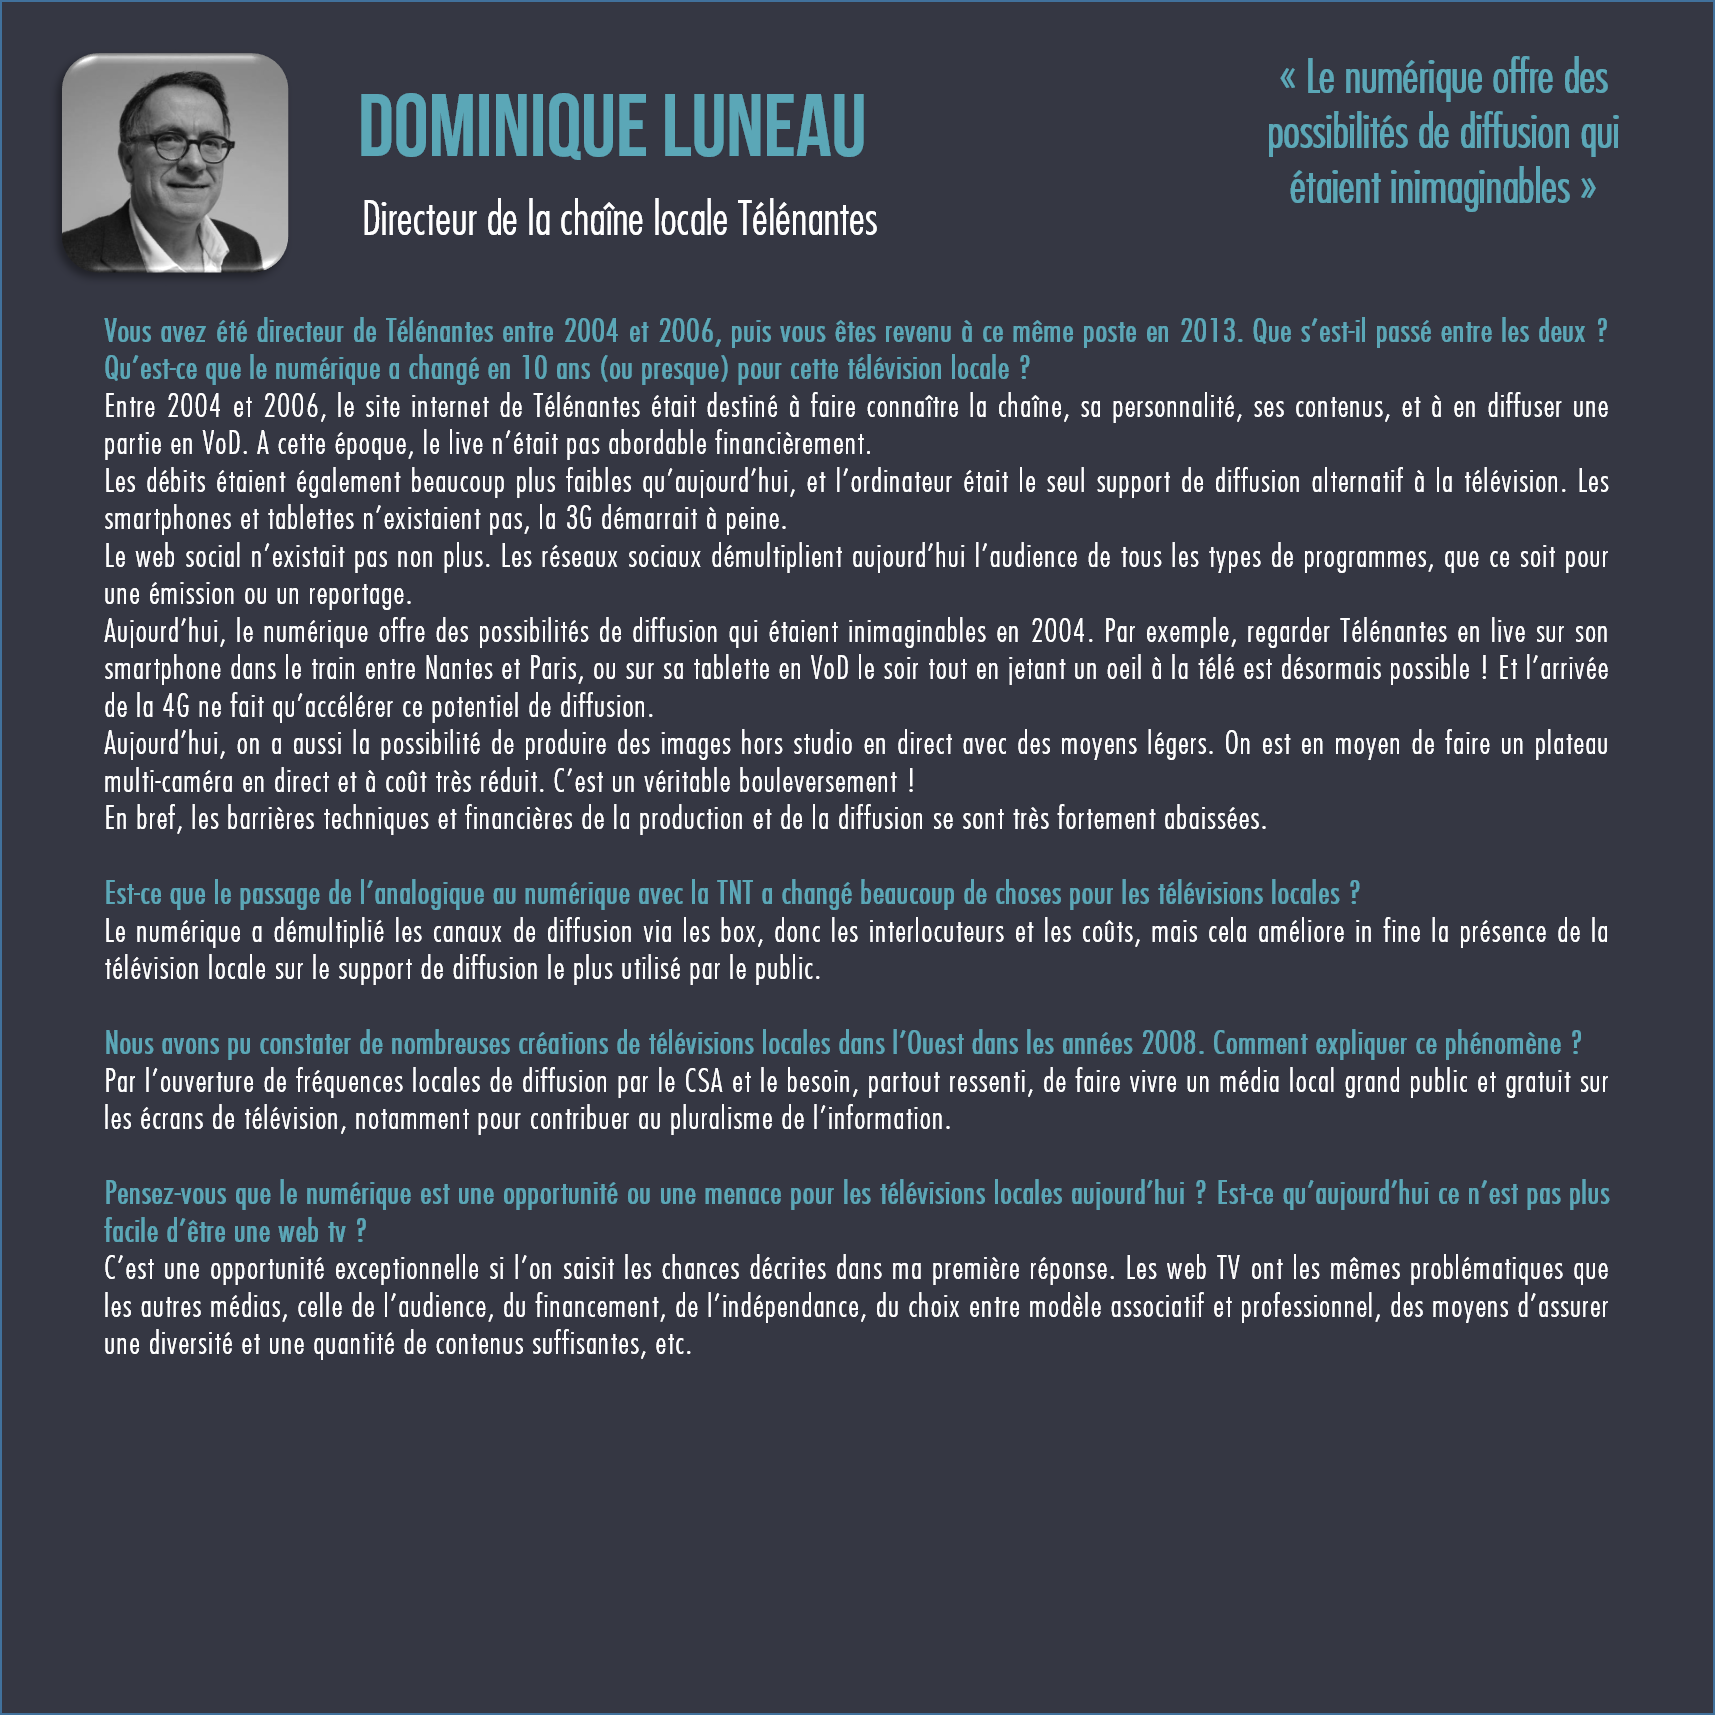 DOMINIQUE LUNEAU
Directeur de la chaîne locale Télénantes
« Le numérique offre des
possibilités de diffusion qui
étaient inimaginables »
Vous avez été directeur de Télénantes entre 2004 et 2006, puis vous êtes revenu à ce même poste en 2013. Que s’est-il passé entre les deux ?
Qu’est-ce que le numérique a changé en 10 ans (ou presque) pour cette télévision locale ?
Entre 2004 et 2006, le site internet de Télénantes était destiné à faire connaître la chaîne, sa personnalité, ses contenus, et à en diffuser une
partie en VoD. A cette époque, le live n’était pas abordable financièrement.
Les débits étaient également beaucoup plus faibles qu’aujourd’hui, et l’ordinateur était le seul support de diffusion alternatif à la télévision. Les
smartphones et tablettes n’existaient pas, la 3G démarrait à peine.
Le web social n’existait pas non plus. Les réseaux sociaux démultiplient aujourd’hui l’audience de tous les types de programmes, que ce soit pour
une émission ou un reportage.
Aujourd’hui, le numérique offre des possibilités de diffusion qui étaient inimaginables en 2004. Par exemple, regarder Télénantes en live sur son
smartphone dans le train entre Nantes et Paris, ou sur sa tablette en VoD le soir tout en jetant un oeil à la télé est désormais possible ! Et l’arrivée
de la 4G ne fait qu’accélérer ce potentiel de diffusion.
Aujourd’hui, on a aussi la possibilité de produire des images hors studio en direct avec des moyens légers. On est en moyen de faire un plateau
multi-caméra en direct et à coût très réduit. C’est un véritable bouleversement !
En bref, les barrières techniques et financières de la production et de la diffusion se sont très fortement abaissées.
Est-ce que le passage de l’analogique au numérique avec la TNT a changé beaucoup de choses pour les télévisions locales ?
Le numérique a démultiplié les canaux de diffusion via les box, donc les interlocuteurs et les coûts, mais cela améliore in fine la présence de la
télévision locale sur le support de diffusion le plus utilisé par le public.
Nous avons pu constater de nombreuses créations de télévisions locales dans l’Ouest dans les années 2008. Comment expliquer ce phénomène ?
Par l’ouverture de fréquences locales de diffusion par le CSA et le besoin, partout ressenti, de faire vivre un média local grand public et gratuit sur
les écrans de télévision, notamment pour contribuer au pluralisme de l’information.
Pensez-vous que le numérique est une opportunité ou une menace pour les télévisions locales aujourd’hui ? Est-ce qu’aujourd’hui ce n’est pas plus
facile d’être une web tv ?
C’est une opportunité exceptionnelle si l’on saisit les chances décrites dans ma première réponse. Les web TV ont les mêmes problématiques que
les autres médias, celle de l’audience, du financement, de l’indépendance, du choix entre modèle associatif et professionnel, des moyens d’assurer
une diversité et une quantité de contenus suffisantes, etc.